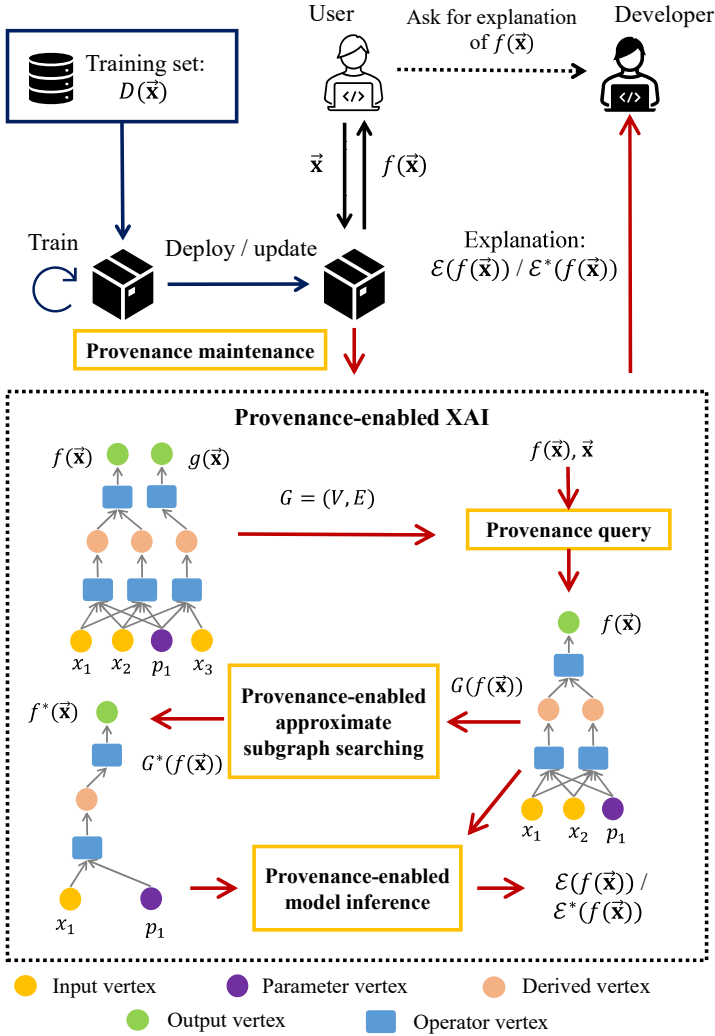 User
Developer
Training set:
D(x⃗)
Ask for explanation
of f(x⃗)
</>
</>
x⃗
f(x⃗)
Train
Deploy / update
Explanation:
ℰ(f(x⃗)) / ℰ*(f(x⃗))
Provenance maintenance
Provenance-enabled XAI
f(x⃗)
g(x⃗)
G = (V, E)
f(x⃗), x⃗
Provenance query
x₁
x₂
p₁
x₃
f(x⃗)
G(f(x⃗))
Provenance-enabled
approximate
subgraph searching
f*(x⃗)
G*(f(x⃗))
x₁
x₂
p₁
Provenance-enabled
model inference
ℰ(f(x⃗)) /
ℰ*(f(x⃗))
x₁
p₁
Input vertex
Parameter vertex
Derived vertex
Output vertex
Operator vertex